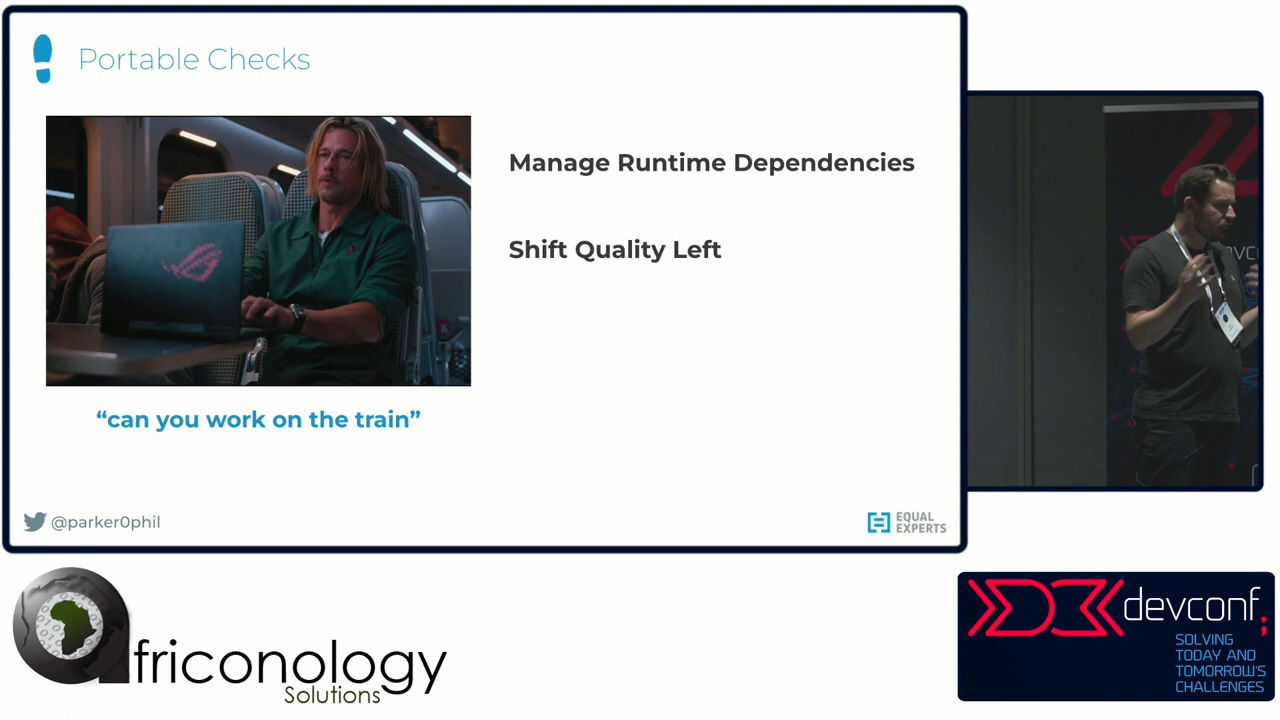 Portable Checks
Manage Runtime Dependencies
Shift Quality Left
“can you work on the train”
@parker0phil
EQUAL
EXPERTS
friconology
Solutions
devconf;
SOLVING
TODAY AND
TOMORROW'S
CHALLENGES